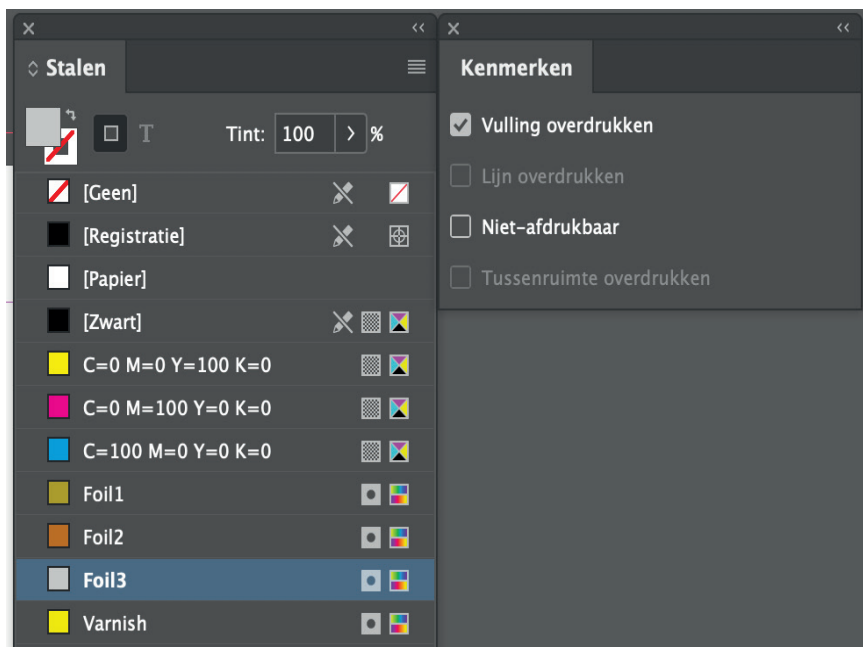 Stalen
T
Tint: 100 %
[Geen]
[Registratie]
[Papier]
[Zwart]
C=0 M=0 Y=100 K=0
C=0 M=100 Y=0 K=0
C=100 M=0 Y=0 K=0
Foil1
Foil2
Foil3
Varnish
Kenmerken
Vulling overdrukken
Lijn overdrukken
Niet-afdrukbaar
Tussenruimte overdrukken